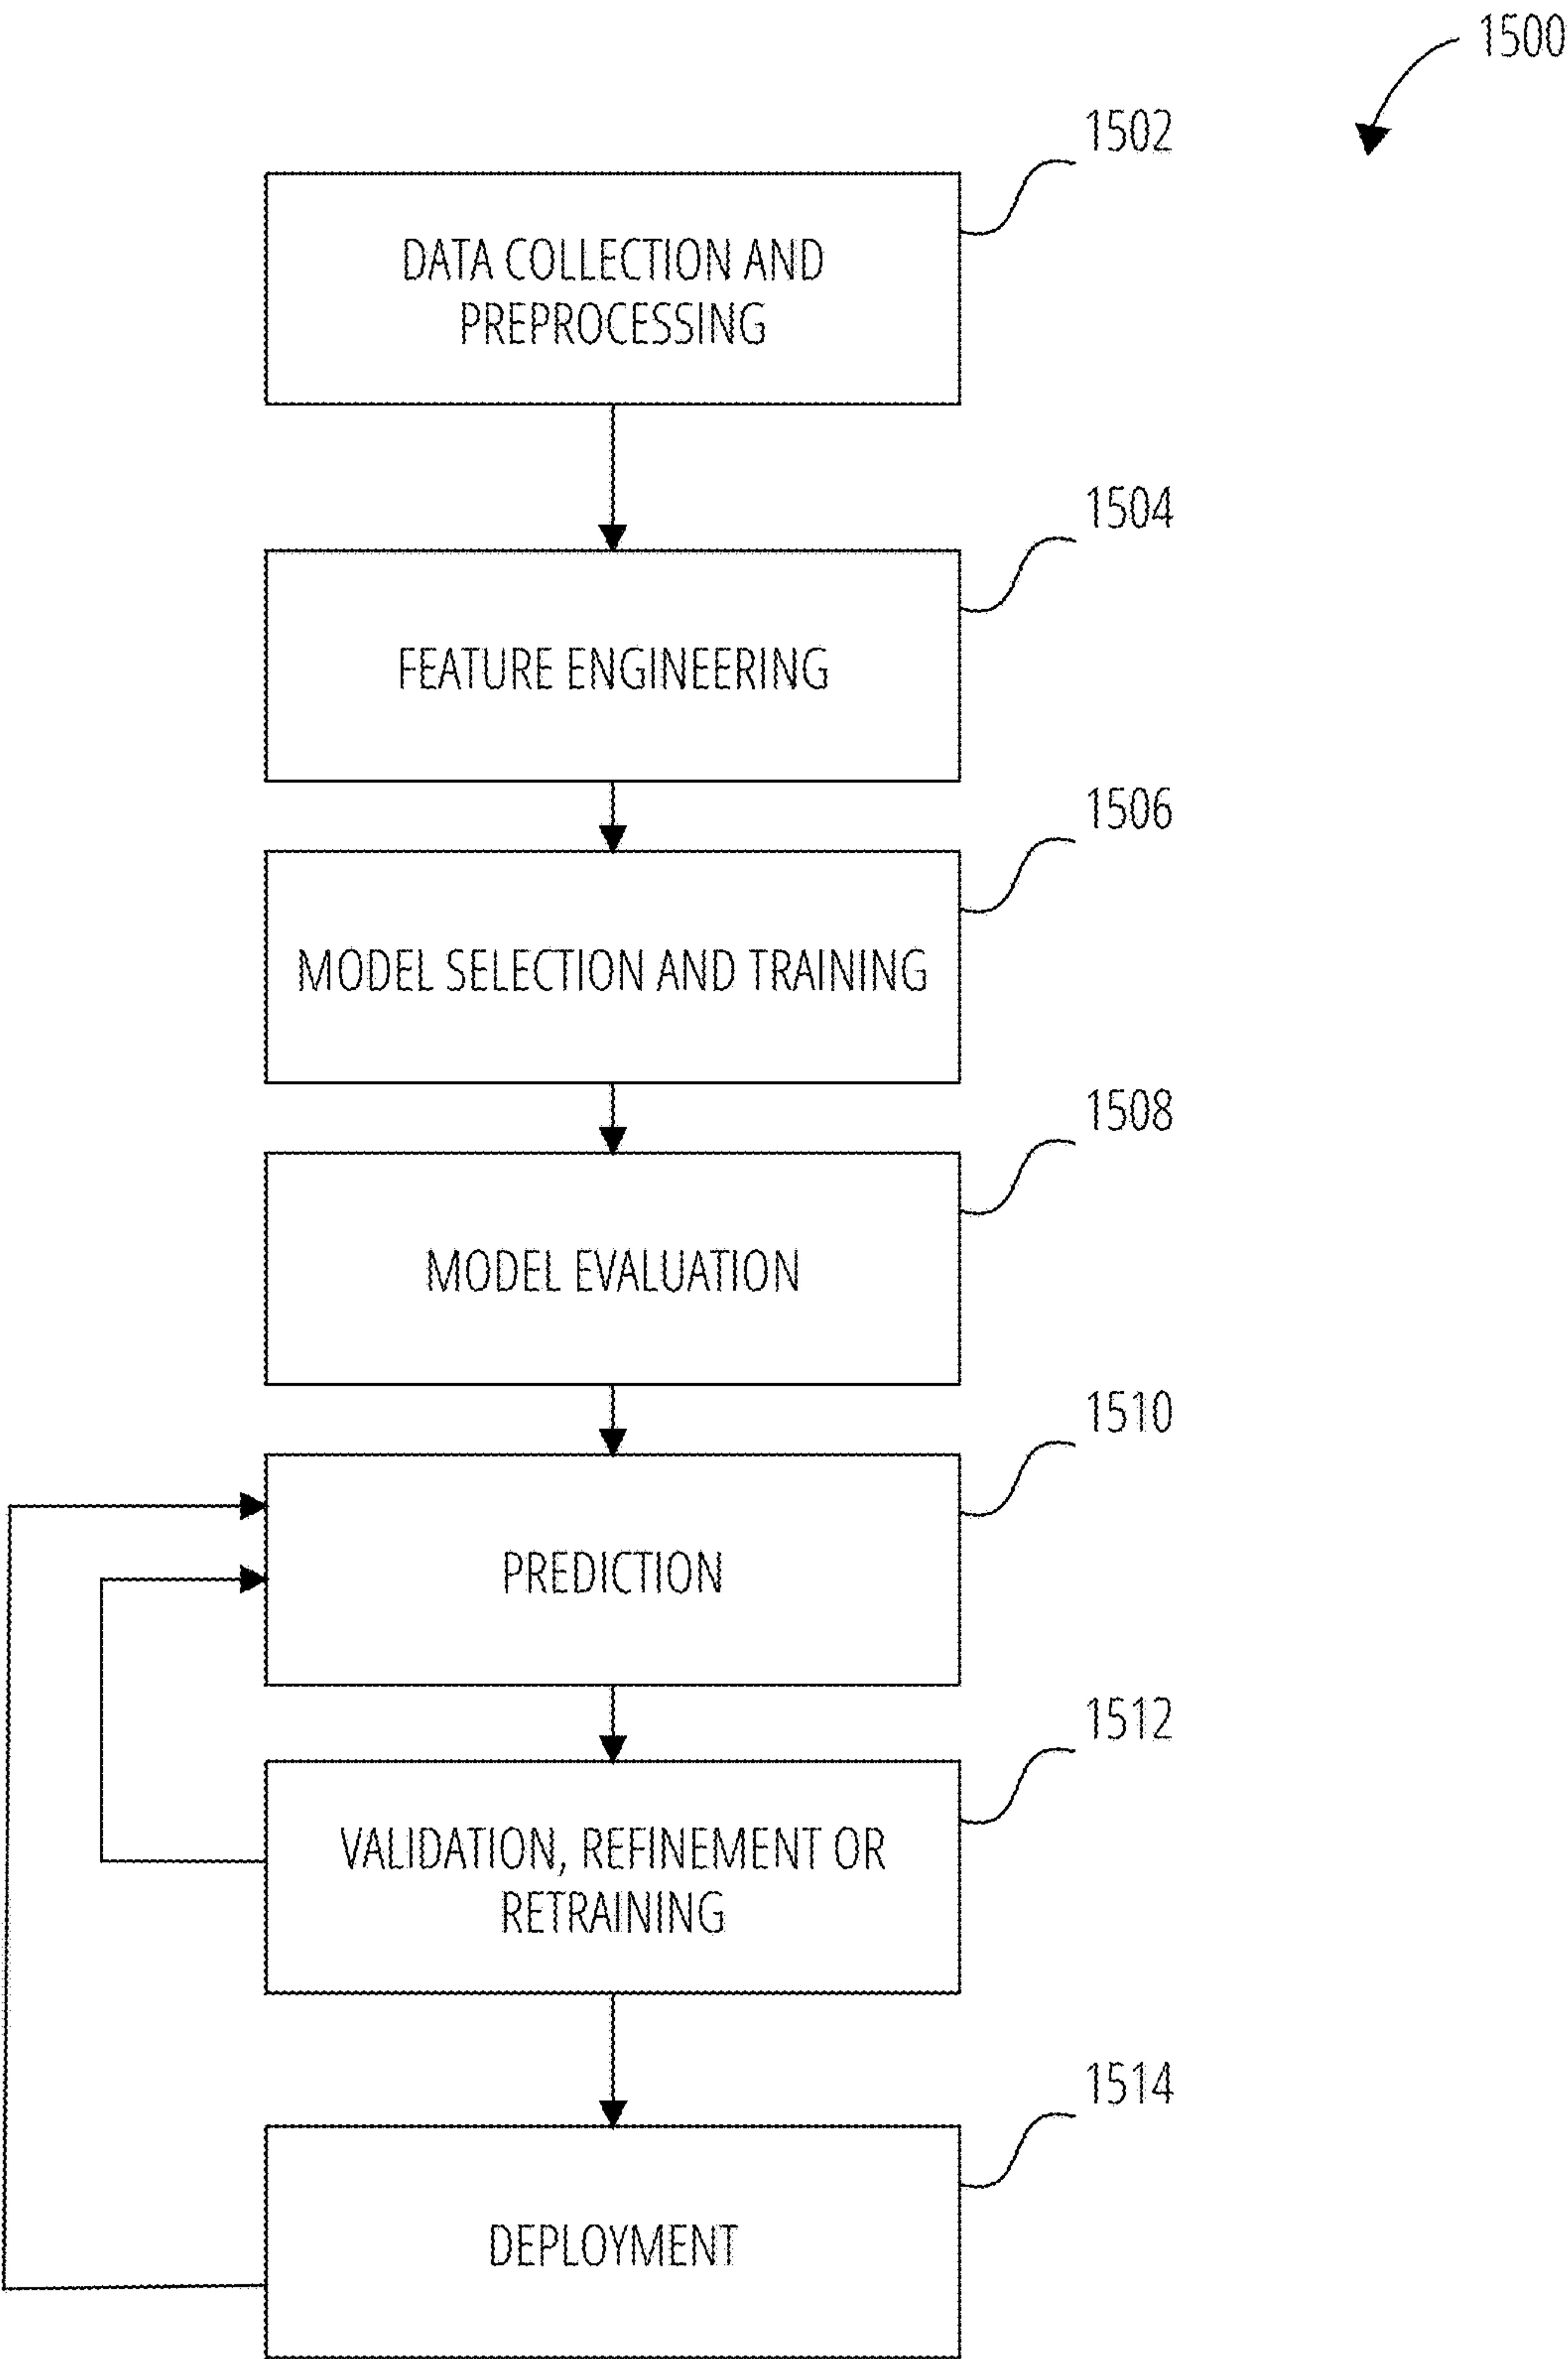 1500
1502
DATA COLLECTION AND
PREPROCESSING
1504
FEATURE ENGINEERING
1506
MODEL SELECTION AND TRAINING
1508
MODEL EVALUATION
1510
PREDICTION
1512
VALIDATION, REFINEMENT OR
RETRAINING
1514
DEPLOYMENT